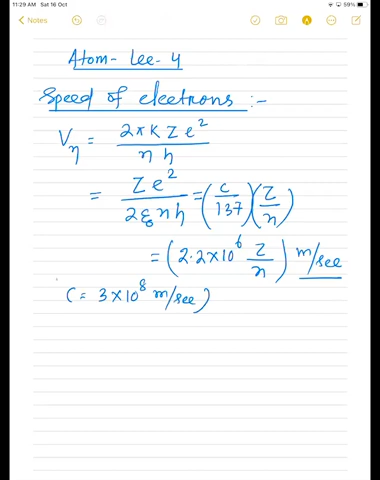 11:29 AM Sat 16 Oct
59%
Notes
Atom- Lec-4
Speed of electrons :-
Vη = 2πKZe² / nh
= Ze² / 2ε₀nh = (c/137)(Z/n)
= (2.2×10⁶ Z/n) m/sec
C = 3×10⁸ m/sec)